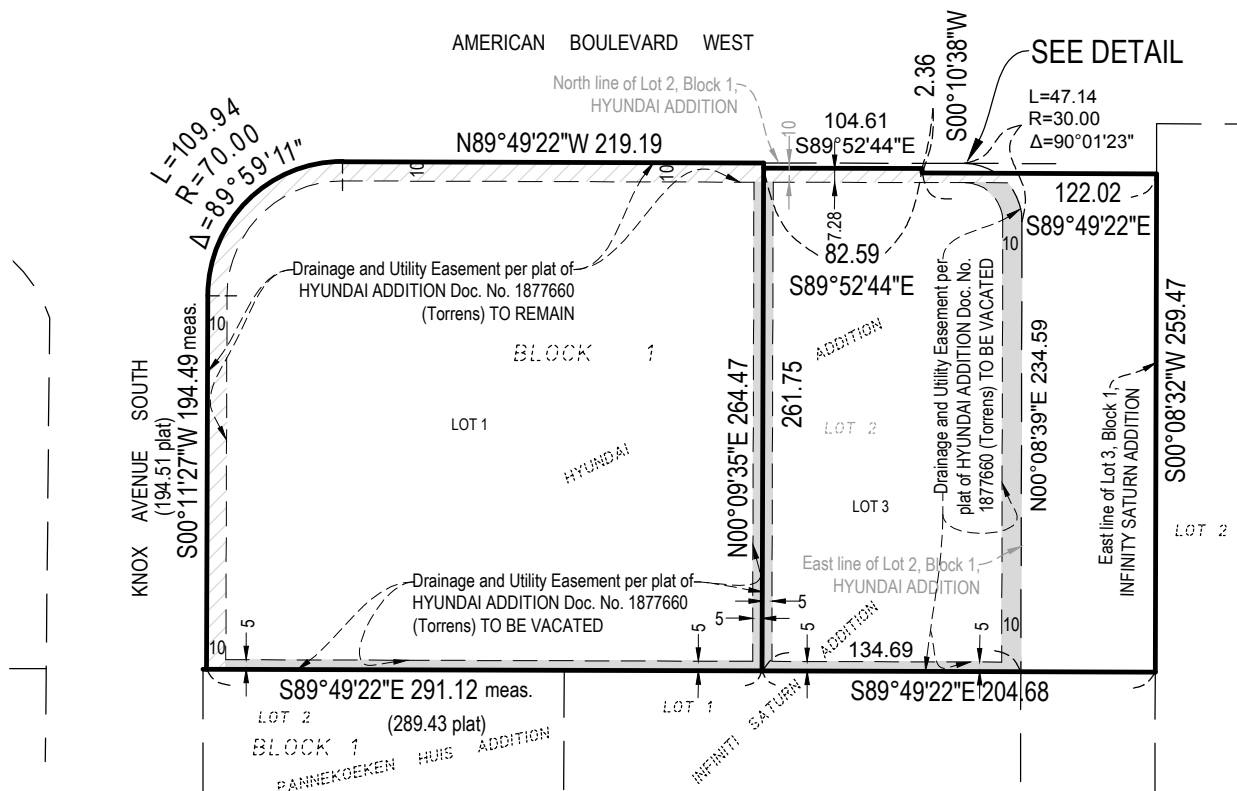 AMERICAN BOULEVARD WEST
North line of Lot 2, Block 1,
HYUNDAI ADDITION
10
104.61
S89°52'44"E
2.36
S00°10'38"W
SEE DETAIL
L=47.14
R=30.00
Δ=90°01'23"
L=109.94
R=70.00
Δ=89°59'11"
N89°49'22"W 219.19
10
10
7.28
82.59
S89°52'44"E
122.02
S89°49'22"E
10
Drainage and Utility Easement per plat of
HYUNDAI ADDITION Doc. No. 1877660
(Torrens) TO REMAIN
10
BLOCK 1
LOT 1
HYUNDAI
ADDITION
KNOX AVENUE SOUTH
(194.51 plat)
S00°11'27"W 194.49 meas.
N00°09'35"E 264.47
261.75
LOT 2
LOT 3
Drainage and Utility Easement per
plat of HYUNDAI ADDITION Doc. No.
1877660 (Torrens) TO BE VACATED
N00°08'39"E 234.59
East line of Lot 3, Block 1,
INFINITY SATURN ADDITION
S00°08'32"W 259.47
LOT 2
East line of Lot 2, Block 1,
HYUNDAI ADDITION
Drainage and Utility Easement per plat of
HYUNDAI ADDITION Doc. No. 1877660
(Torrens) TO BE VACATED
5
5
5
5
5
5
10
10
134.69
S89°49'22"E 291.12 meas.
(289.43 plat)
S89°49'22"E 204.68
LOT 2
BLOCK 1
PANNEKOEKEN HUIS ADDITION
LOT 1
INFINITI SATURN ADDITION